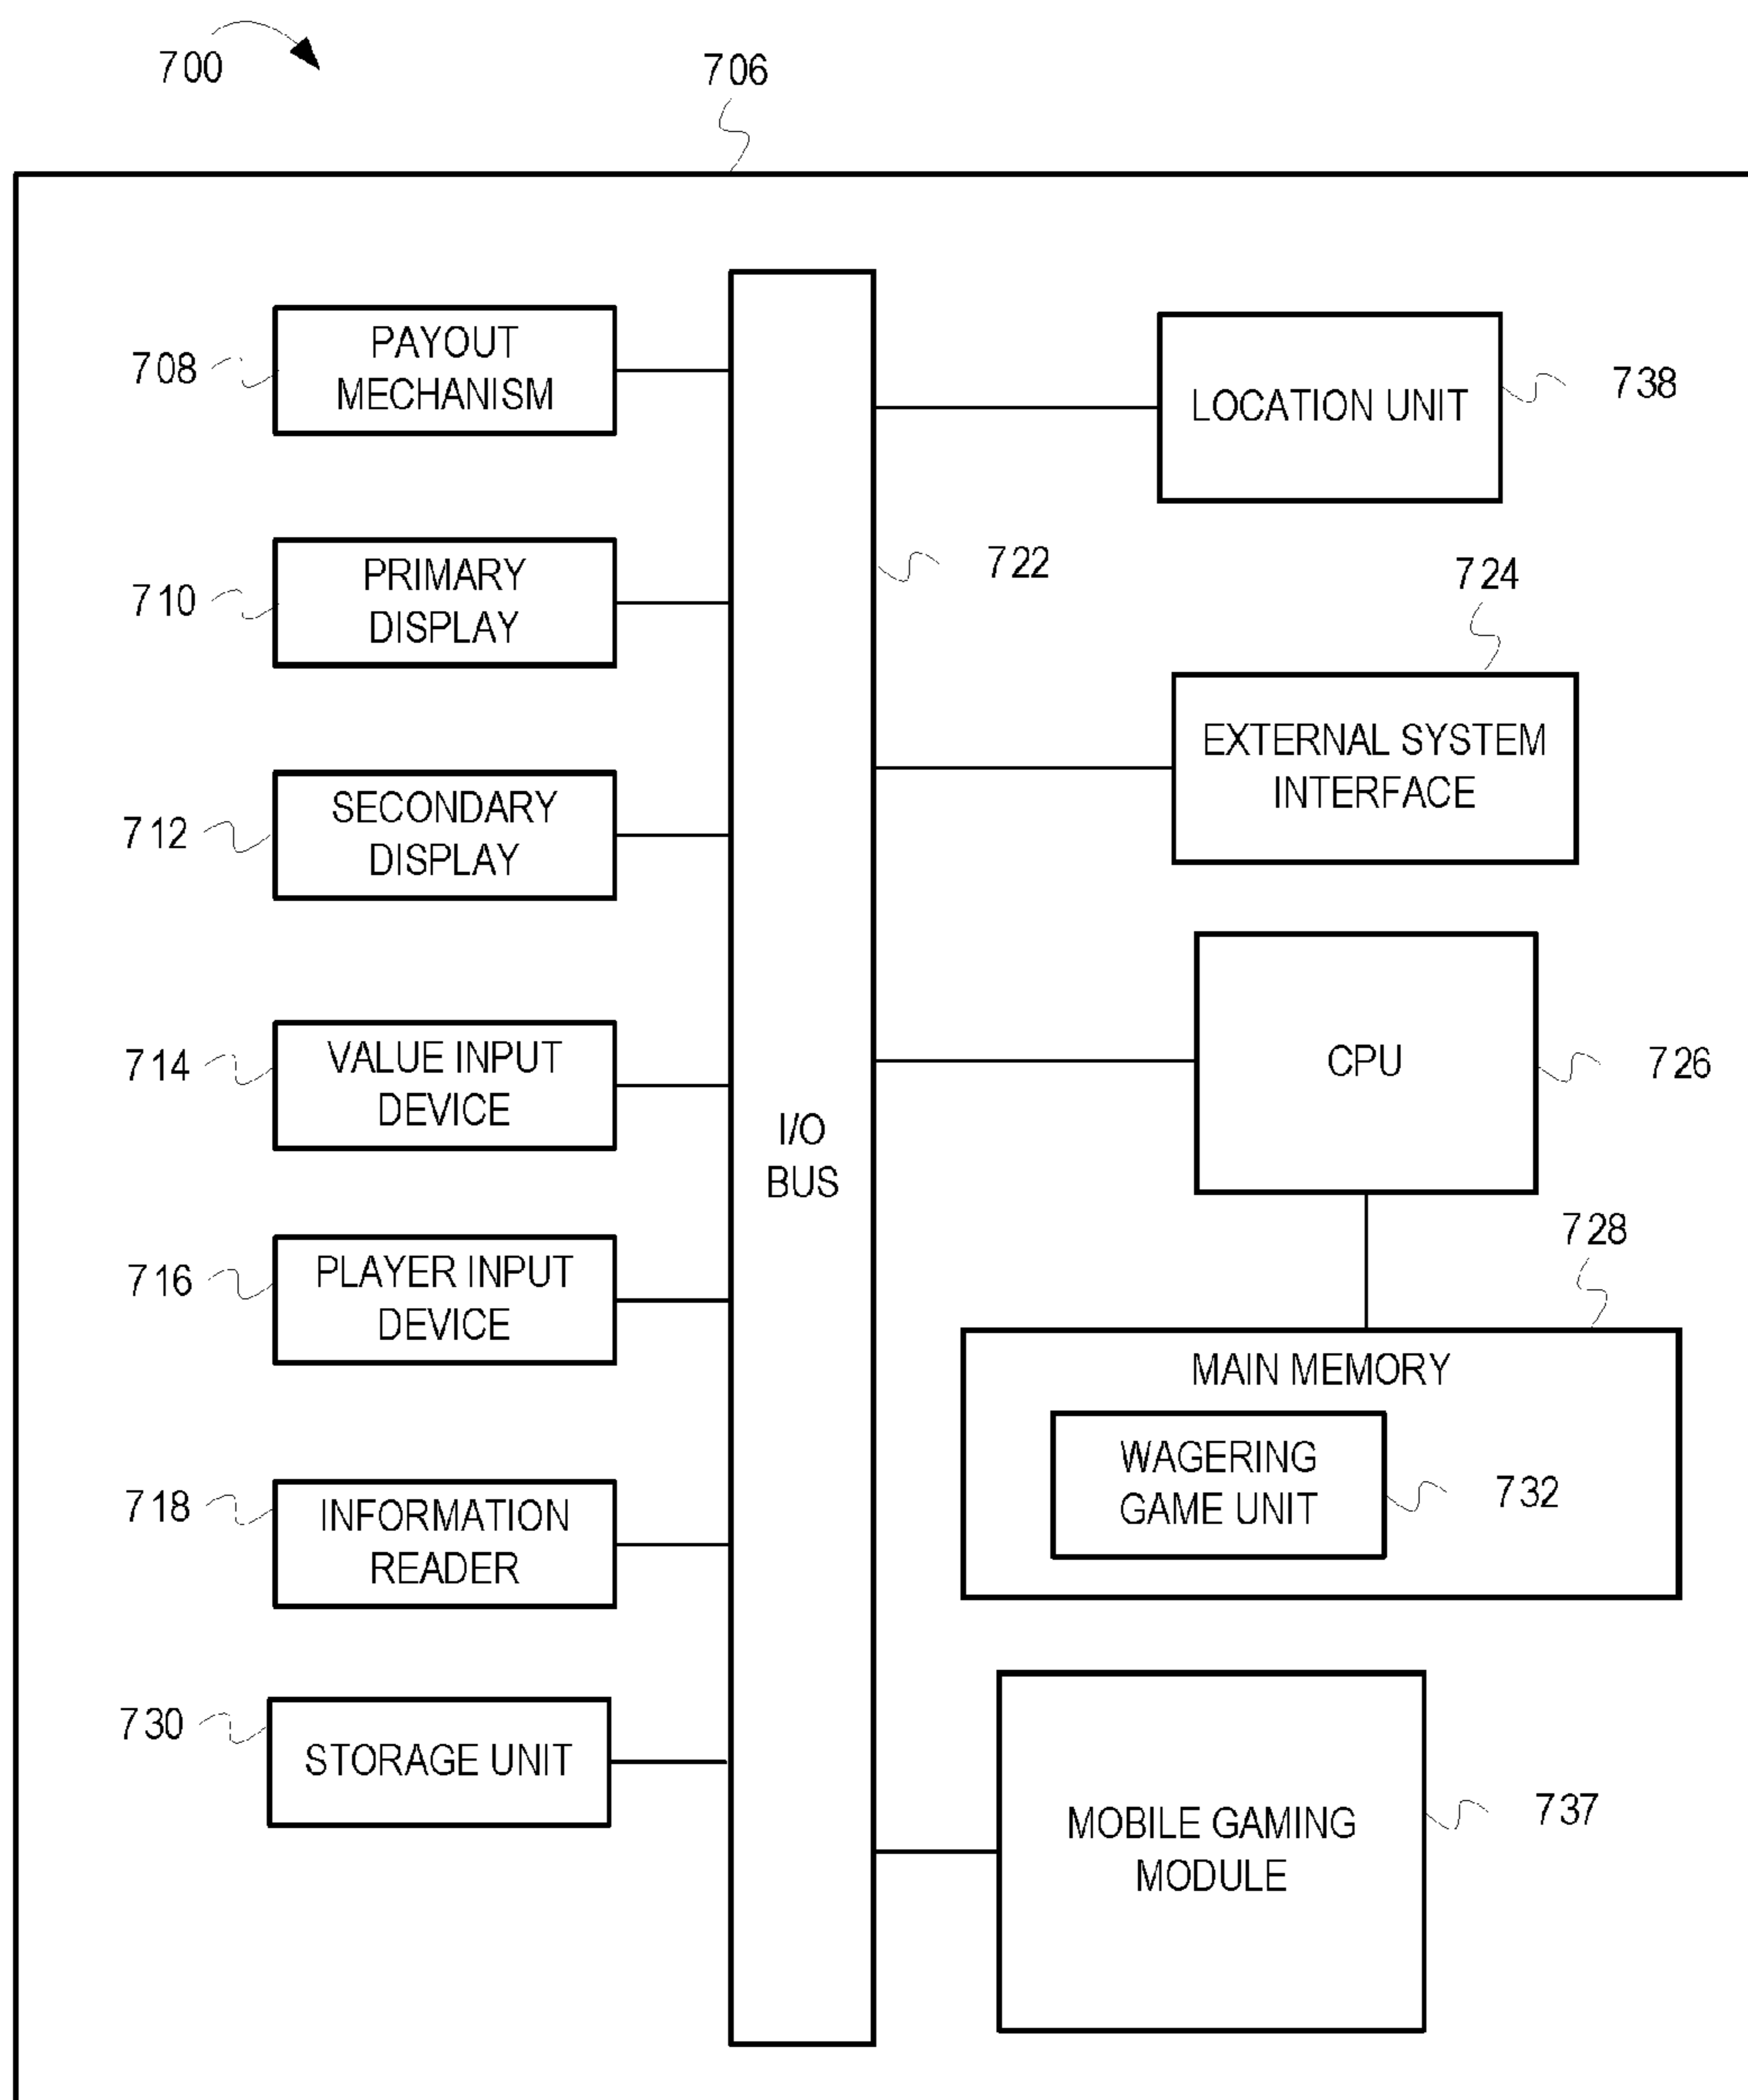 700
706
708
PAYOUT
MECHANISM
710
PRIMARY
DISPLAY
712
SECONDARY
DISPLAY
714
VALUE INPUT
DEVICE
716
PLAYER INPUT
DEVICE
718
INFORMATION
READER
730
STORAGE UNIT
I/O
BUS
722
LOCATION UNIT
738
724
EXTERNAL SYSTEM
INTERFACE
CPU
726
728
MAIN MEMORY
WAGERING
GAME UNIT
732
MOBILE GAMING
MODULE
737